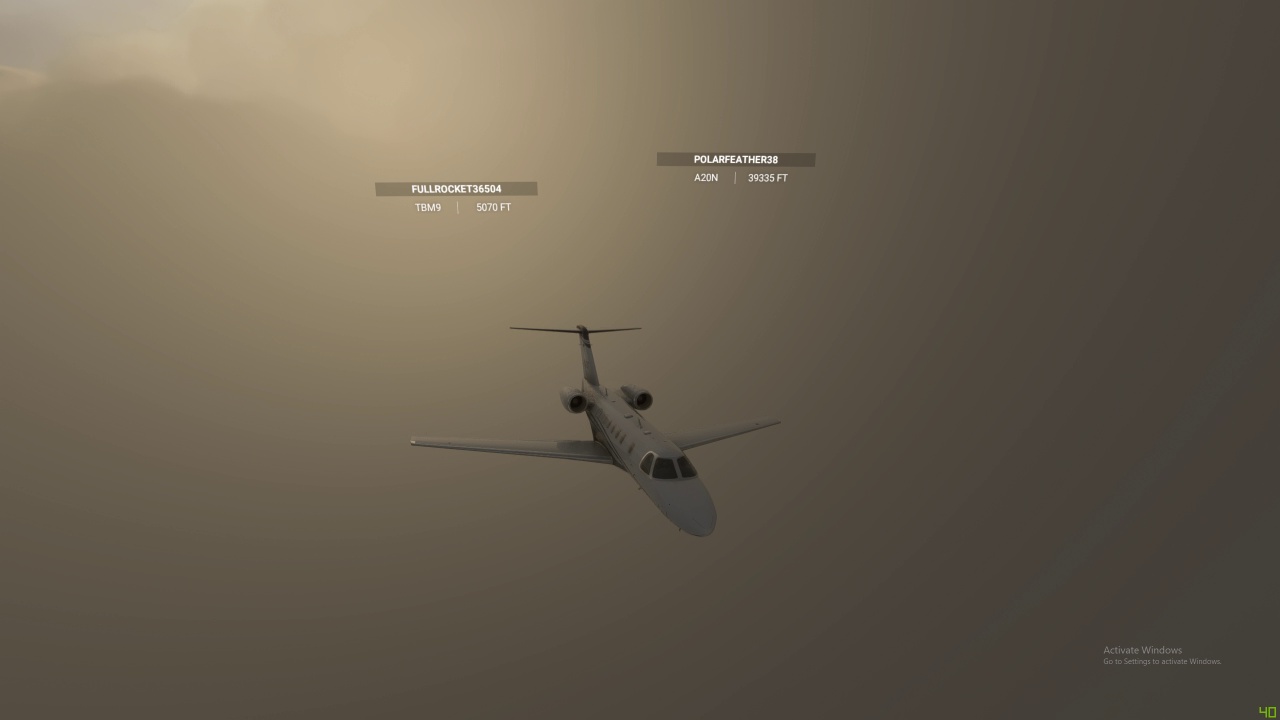 POLARFEATHER38
A20N | 39335 FT
FULLROCKET36504
TBM9 | 5070 FT
Activate Windows
Go to Settings to activate Windows.
40